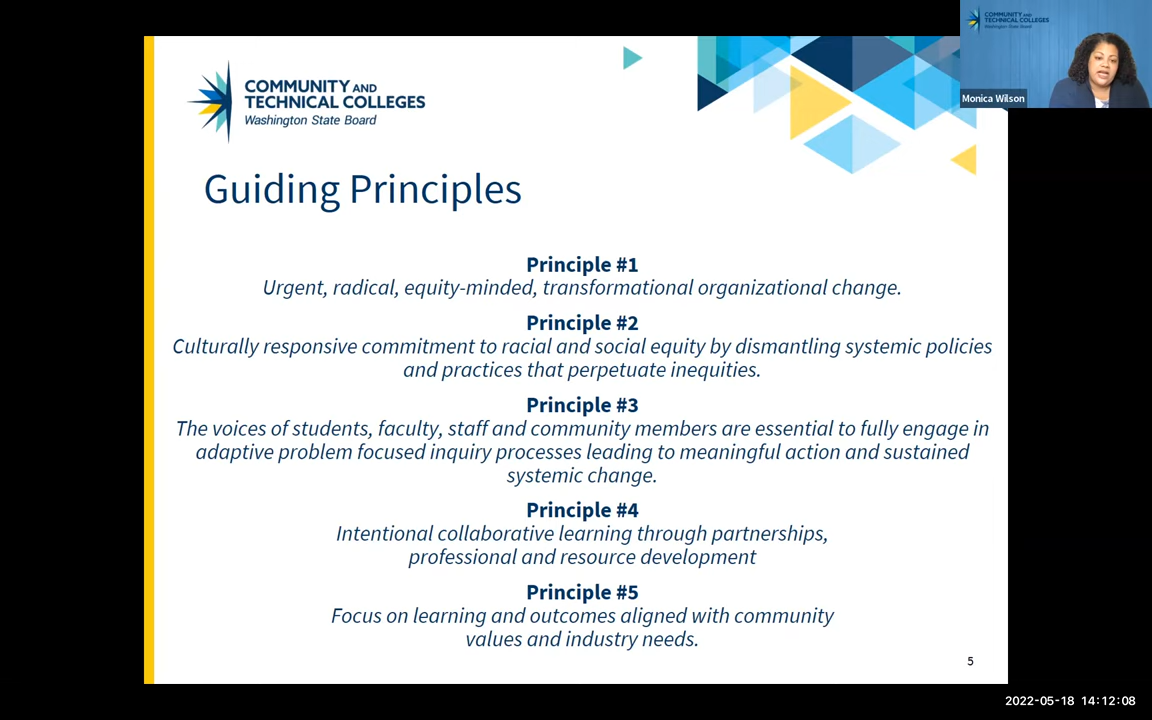 COMMUNITY AND
TECHNICAL COLLEGES
Washington State Board
Monica Wilson
COMMUNITY AND
TECHNICAL COLLEGES
Washington State Board
Guiding Principles
Principle #1
Urgent, radical, equity-minded, transformational organizational change.
Principle #2
Culturally responsive commitment to racial and social equity by dismantling systemic policies
and practices that perpetuate inequities.
Principle #3
The voices of students, faculty, staff and community members are essential to fully engage in
adaptive problem focused inquiry processes leading to meaningful action and sustained
systemic change.
Principle #4
Intentional collaborative learning through partnerships,
professional and resource development
Principle #5
Focus on learning and outcomes aligned with community
values and industry needs.
5
2022-05-18 14:12:08